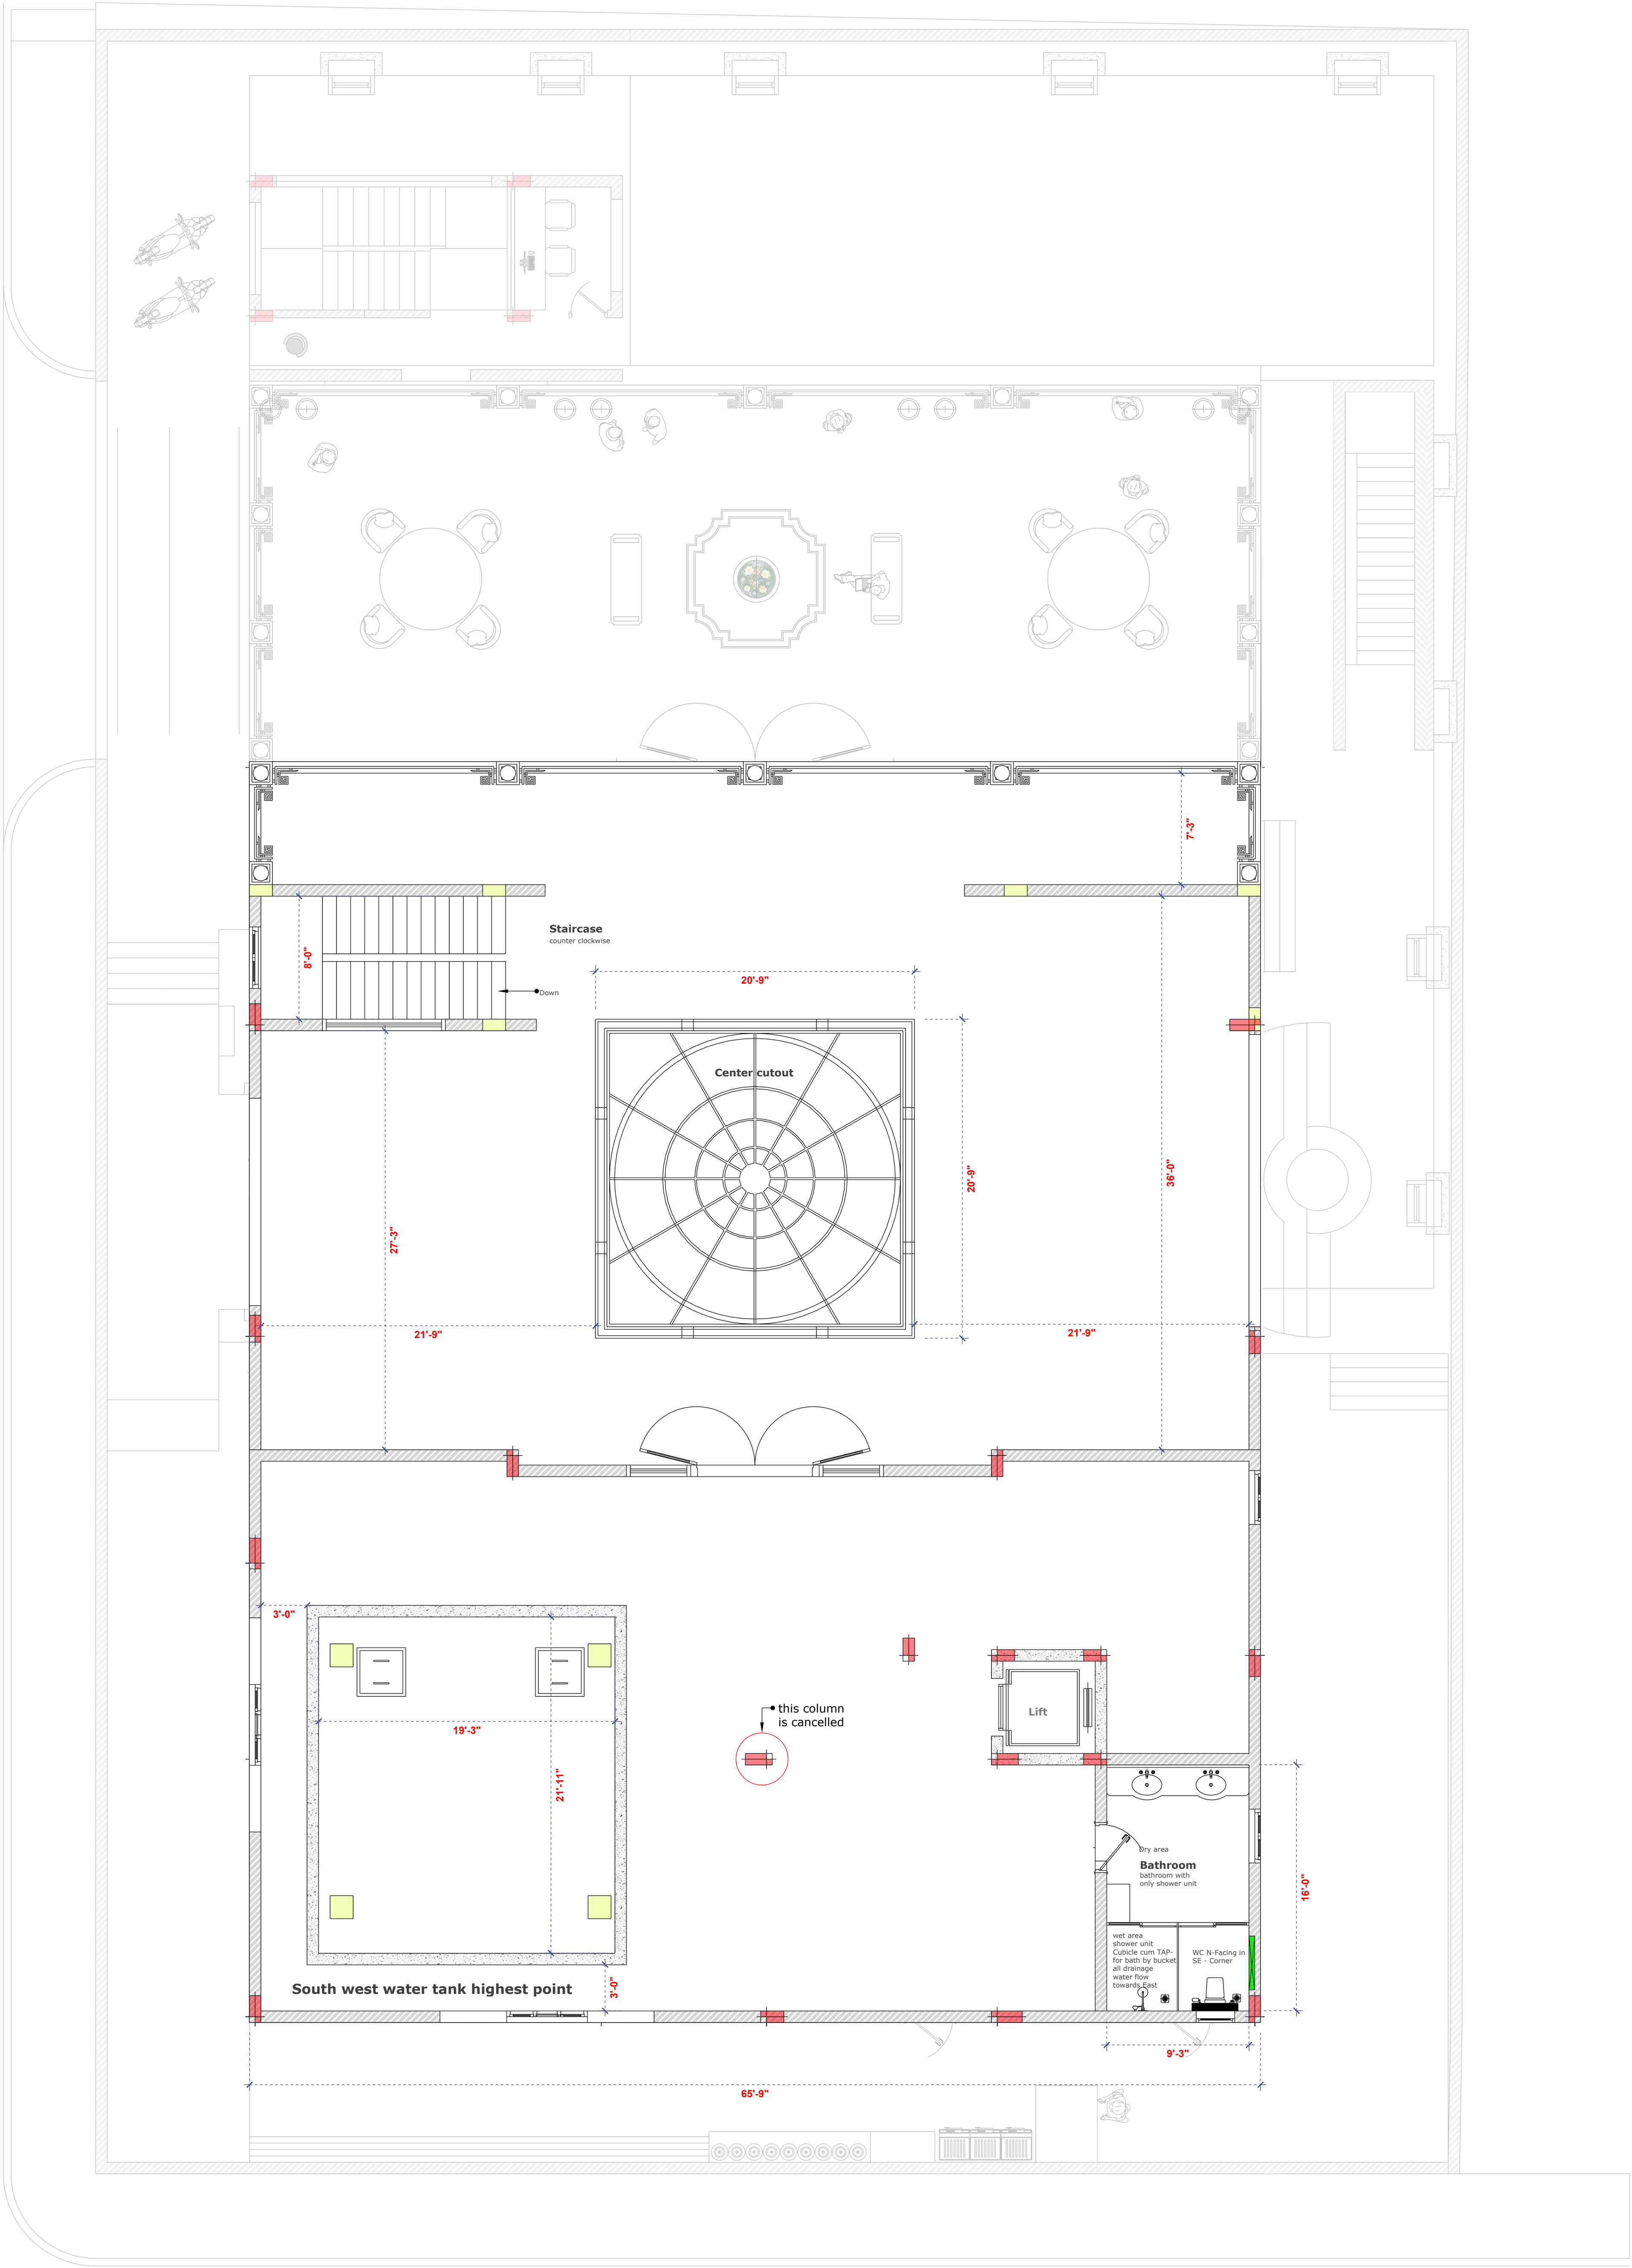 7'-3"
Staircase
counter clockwise
8'-0"
Down
20'-9"
Center cutout
20'-9"
36'-0"
27'-3"
21'-9"
21'-9"
3'-0"
this column
is cancelled
Lift
19'-3"
21'-11"
Dry area
Bathroom
bathroom with
only shower unit
16'-0"
wet area
shower unit
Cubicle cum TAP-
for bath by bucket
all drainage
water flow
towards East
WC N-Facing in
SE - Corner
South west water tank highest point
3'-0"
9'-3"
65'-9"